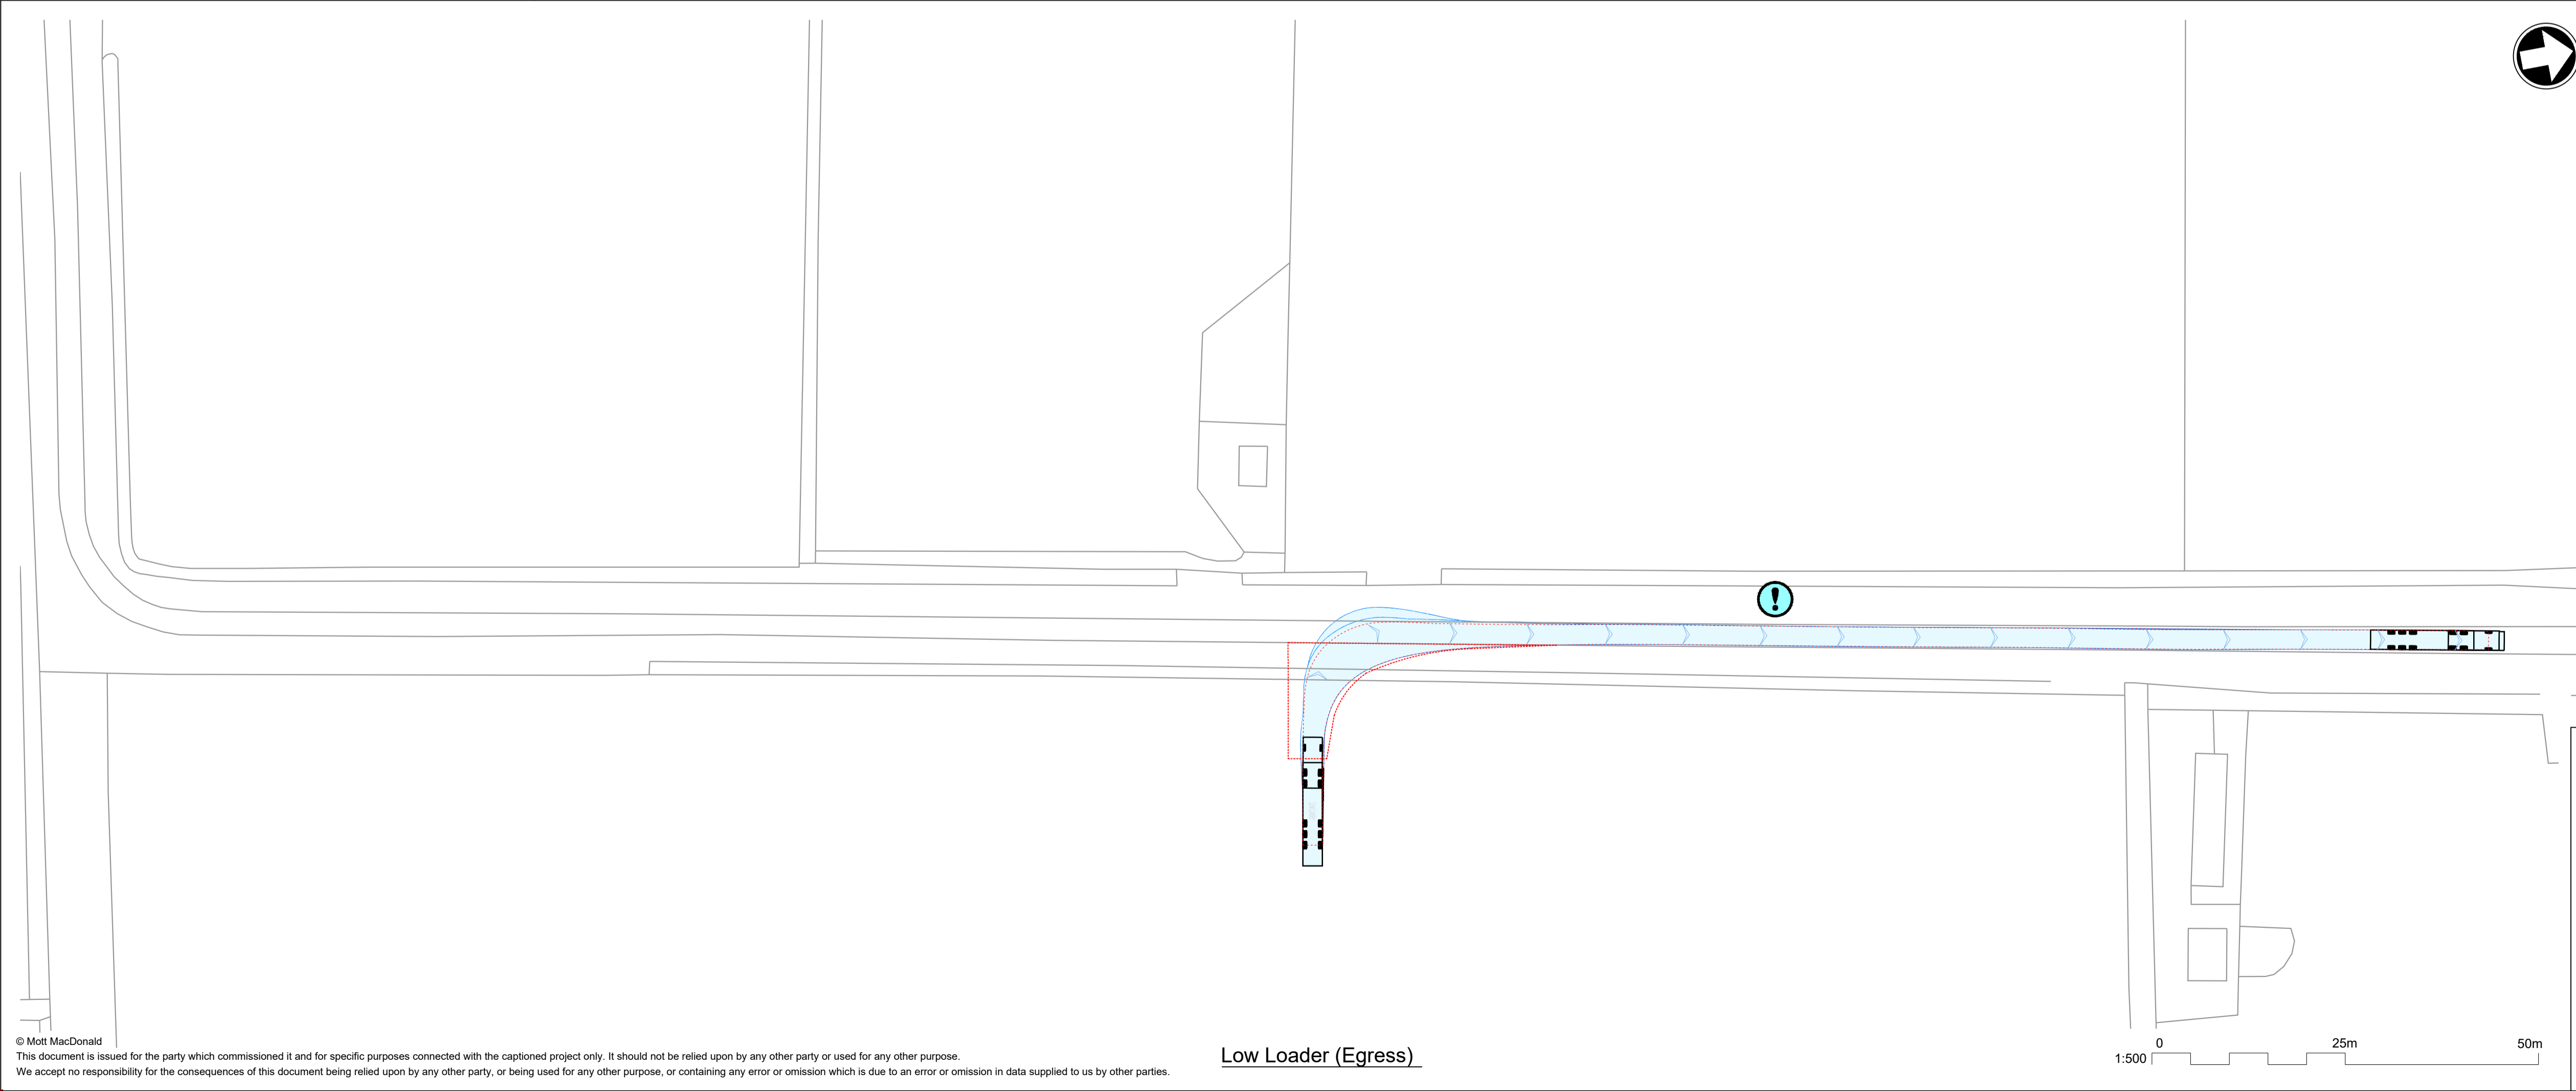 !
© Mott MacDonald
This document is issued for the party which commissioned it and for specific purposes connected with the captioned project only. It should not be relied upon by any other party or used for any other purpose.
We accept no responsibility for the consequences of this document being relied upon by any other party, or being used for any other purpose, or containing any error or omission which is due to an error or omission in data supplied to us by other parties.
Low Loader (Egress)
0 25m 50m
1:500